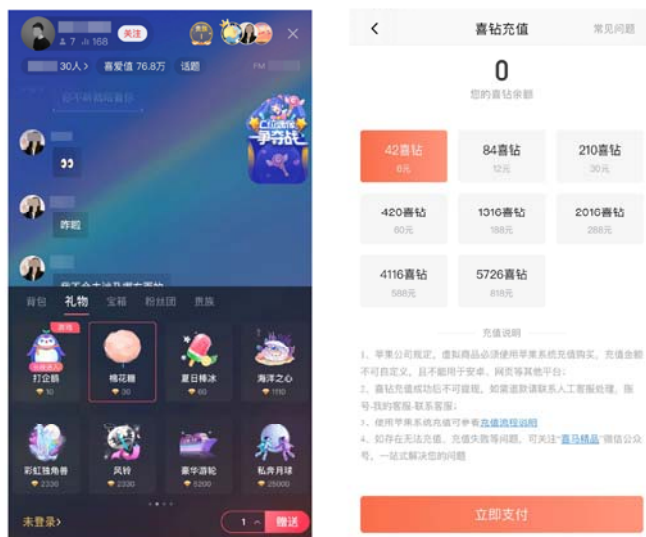 7 168 关注
30人> 喜爱值 76.8万 话题 FM
争夺战
👀
咋啦
背包 礼物 宝箱 粉丝团 贵族
打企鹅 棉花糖 夏日棒冰 海洋之心
10 30 60 1110
彩虹独角兽 风铃 豪华游轮 私奔月球
2330 2330 8200 25000
未登录> 1 赠送
喜钻充值 常见问题
0
您的喜钻余额
42喜钻 84喜钻 210喜钻
6元 12元 30元
420喜钻 1316喜钻 2016喜钻
60元 188元 288元
4116喜钻 5726喜钻
588元 818元
充值说明
1、苹果公司规定，虚拟商品必须使用苹果系统充值购买，充值金额
不可自定义，且不能用于安卓、网页等其他平台；
2、喜钻充值成功后不可提现，如需退款请联系人工客服处理，账
号-我的客服-联系客服；
3、使用苹果系统充值可参看充值流程说明
4、如存在无法充值、充值失败等问题，可关注“喜马精品”微信公众
号，一站式解决您的问题
立即支付